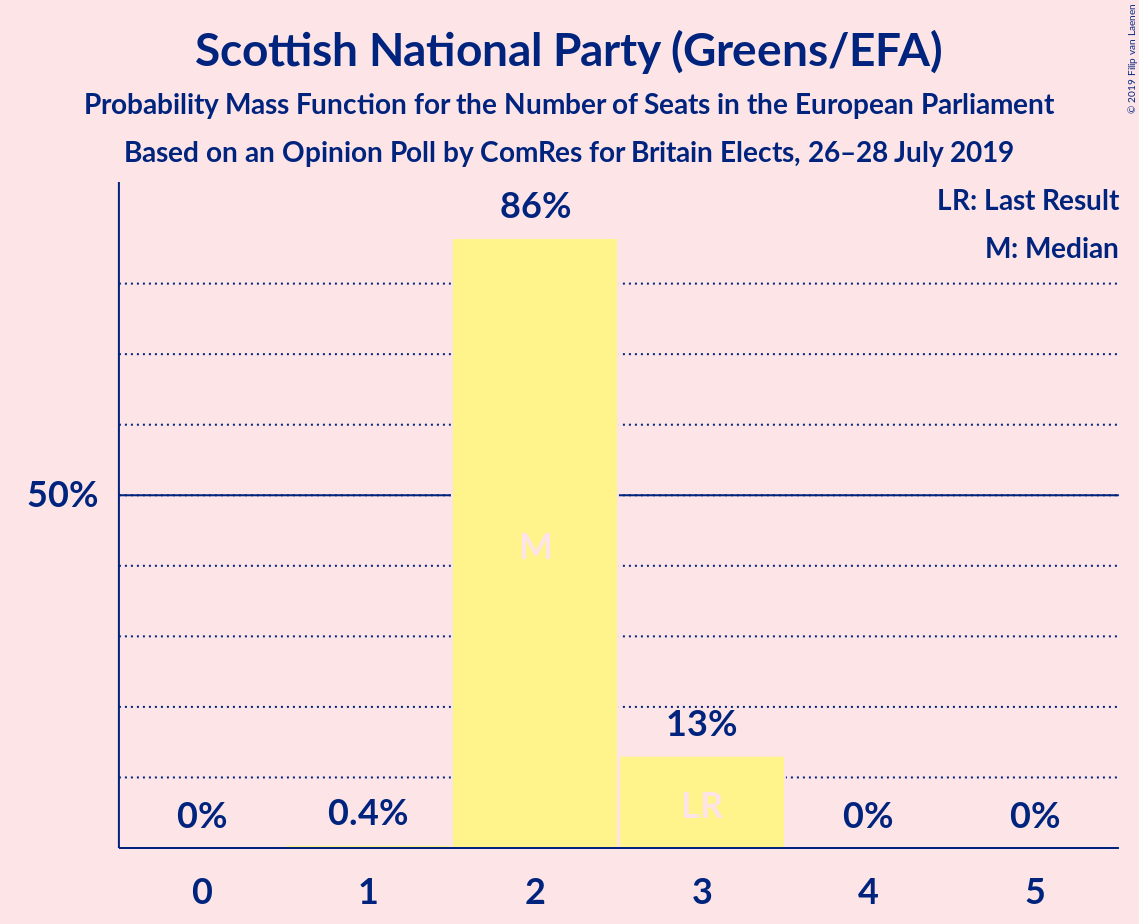 Scottish National Party (Greens/EFA)
Probability Mass Function for the Number of Seats in the European Parliament
Based on an Opinion Poll by ComRes for Britain Elects, 26–28 July 2019
© 2019 Filip van Laenen
LR: Last Result
M: Median
86%
50%
M
13%
LR
0%
0.4%
0%
0%
0
1
2
3
4
5